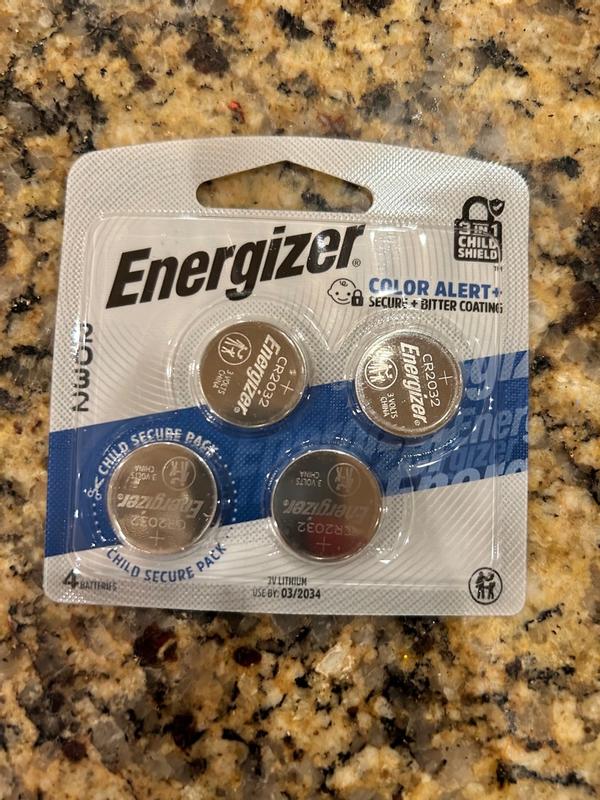 3 IN 1
CHILD
SHIELD
TM
Energizer®
COLOR ALERT+
SECURE + BITTER COATING
2032
+
CR2032
Energizer®
3 VOLTS
CHINA
+
CR2032
Energizer®
3 VOLTS
CHINA
Energizer
CHILD SECURE PACK
3 VOLTS
CHINA
Energizer
CR2032
+
3 VOLTS
CHINA
Energizer®
CR2032
+
CHILD SECURE PACK
4 BATTERIES
3V LITHIUM
USE BY: 03/2034